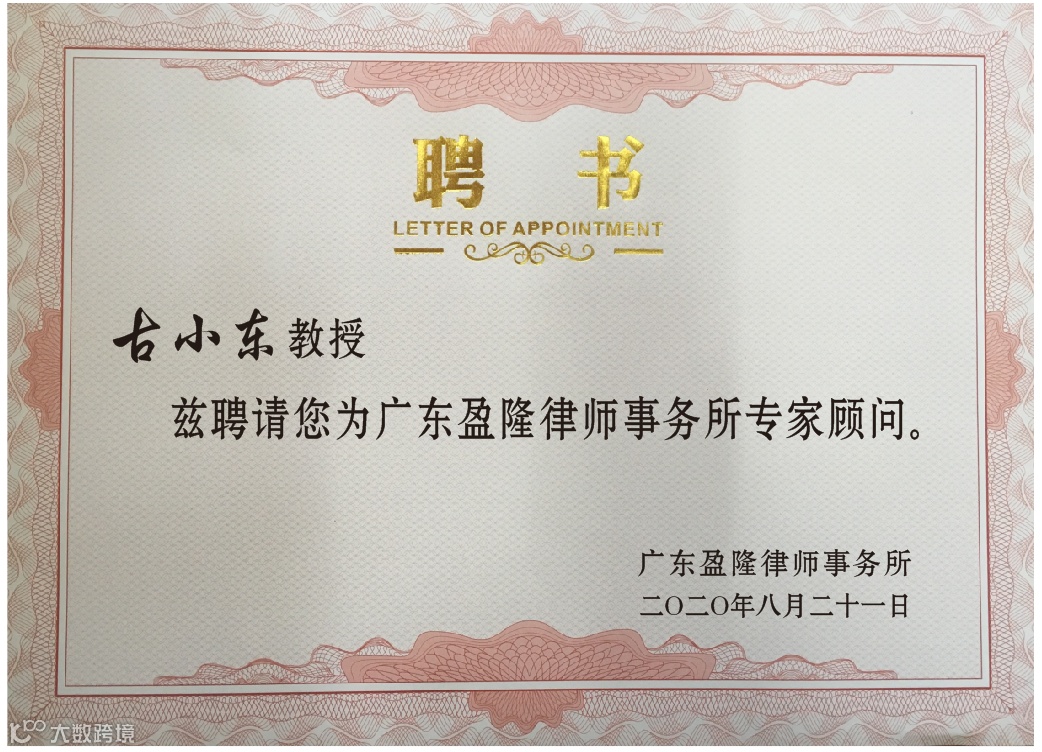 聘 书
LETTER OF APPOINTMENT
古小东教授
兹聘请您为广东盈隆律师事务所专家顾问。
广东盈隆律师事务所
二〇二〇年八月二十一日
大数跨境